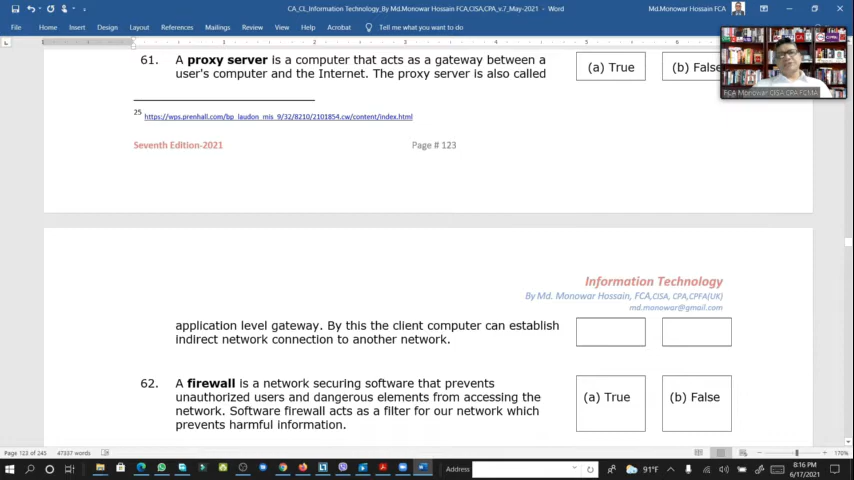 CA_CL_Information Technology_By Md.Monowar Hossain FCA,CISA,CPA_v.7_May-2021 - Word
Md.Monowar Hossain FCA
File Home Insert Design Layout References Mailings Review View Help Acrobat Tell me what you want to do
61. A proxy server is a computer that acts as a gateway between a
user's computer and the Internet. The proxy server is also called
(a) True
(b) False
FCA Monowar CISA CPA FCMA
25 https://wps.prenhall.com/bp_laudon_mis_9/32/8210/2101854.cw/content/index.html
Seventh Edition-2021
Page # 123
Information Technology
By Md. Monowar Hossain, FCA,CISA, CPA,CPFA(UK)
md.monowar@gmail.com
application level gateway. By this the client computer can establish
indirect network connection to another network.
62. A firewall is a network securing software that prevents
unauthorized users and dangerous elements from accessing the
network. Software firewall acts as a filter for our network which
prevents harmful information.
(a) True
(b) False
Page 123 of 245 47337 words
170%
Address
91°F
8:16 PM
6/17/2021